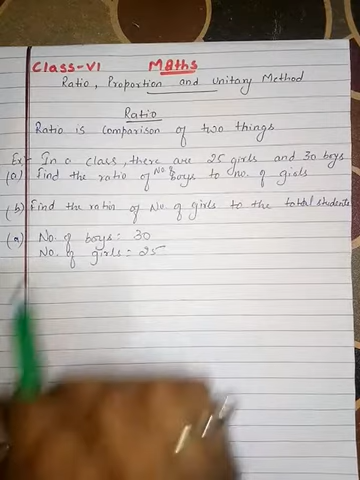 Class-VI Maths
Ratio, Proportion and Unitary Method
Ratio
Ratio is comparison of two things
Ex:- In a class, there are 25 girls and 30 boys
(a) Find the ratio of No. of boys to no. of girls
(b) Find the ratio of No. of girls to the total students
(a) No. of boys = 30
No. of girls = 25